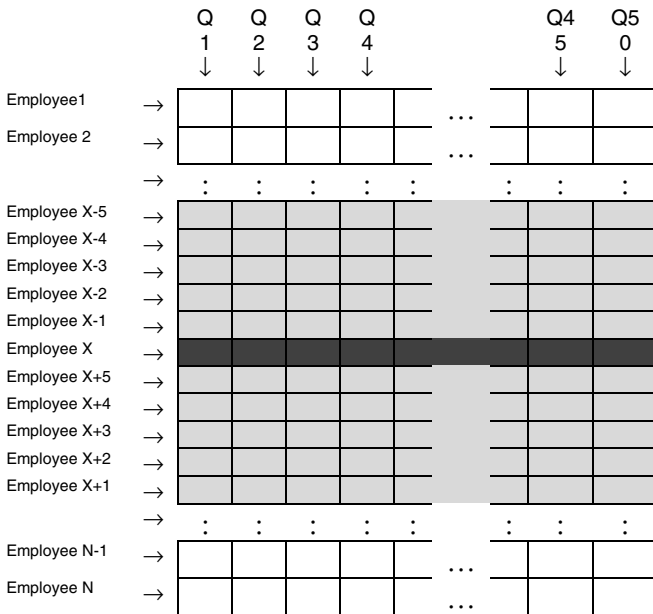 Q Q Q Q Q4 Q5
1 2 3 4 5 0
↓ ↓ ↓ ↓ ↓ ↓
Employee1 → ...
Employee 2 → ...
→ : : : : : : : :
Employee X-5 →
Employee X-4 →
Employee X-3 →
Employee X-2 →
Employee X-1 →
Employee X →
Employee X+5 →
Employee X+4 →
Employee X+3 →
Employee X+2 →
Employee X+1 →
→ : : : : : : : :
Employee N-1 → ...
Employee N → ...